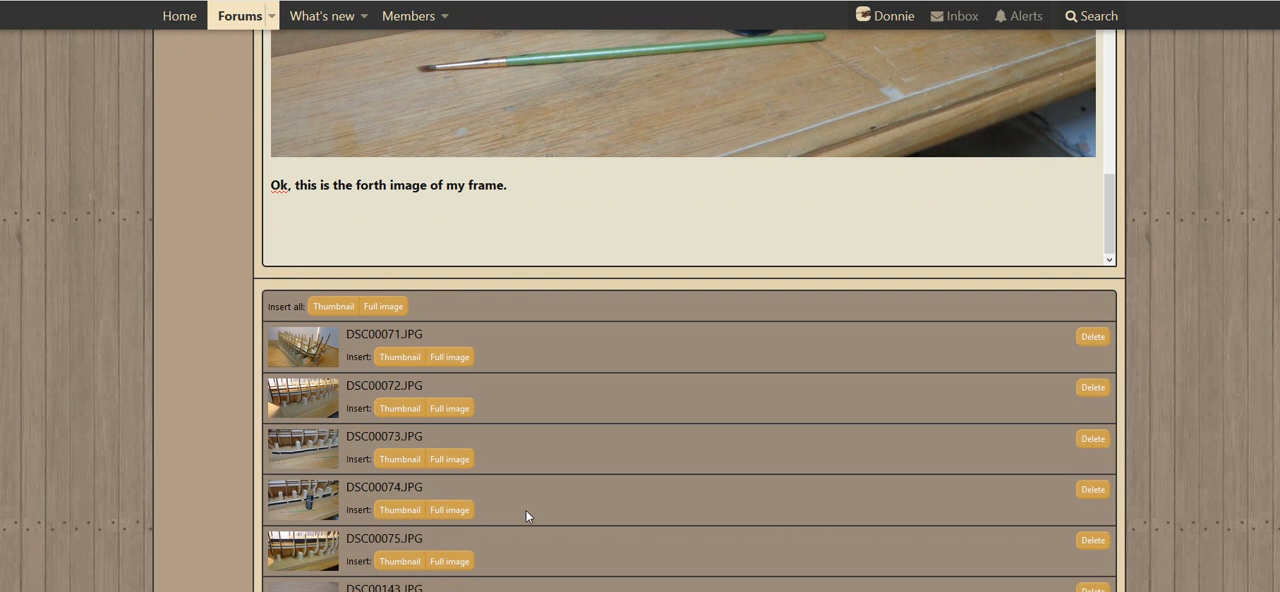 Home Forums What's new Members Donnie Inbox Alerts Search
Ok, this is the forth image of my frame.
Insert all: Thumbnail Full image
DSC00071.JPG
Insert: Thumbnail Full image
Delete
DSC00072.JPG
Insert: Thumbnail Full image
Delete
DSC00073.JPG
Insert: Thumbnail Full image
Delete
DSC00074.JPG
Insert: Thumbnail Full image
Delete
DSC00075.JPG
Insert: Thumbnail Full image
Delete
DSC00143.JPG
Delete